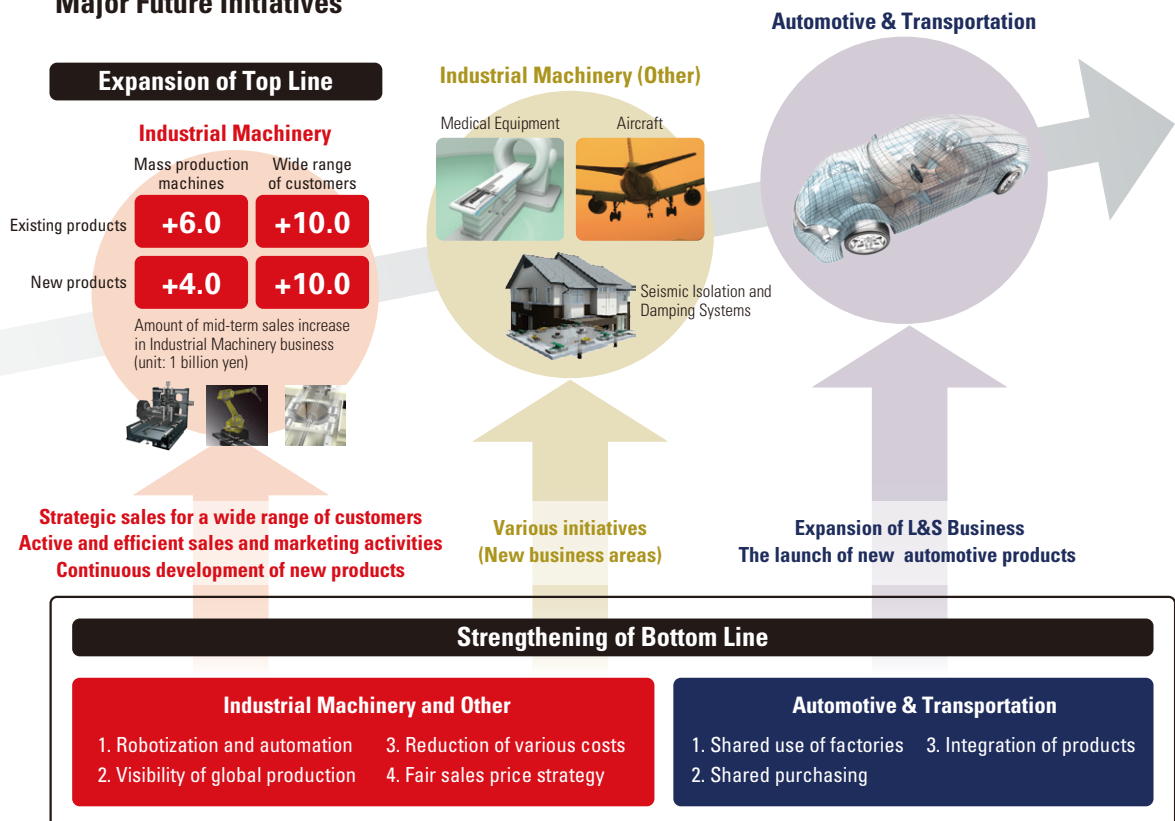 Major Future Initiatives
Expansion of Top Line
Industrial Machinery
Mass production
machines
Wide range
of customers
Existing products
+6.0
+10.0
New products
+4.0
+10.0
Amount of mid-term sales increase
in Industrial Machinery business
(unit: 1 billion yen)
Industrial Machinery (Other)
Medical Equipment
Aircraft
Seismic Isolation and
Damping Systems
Automotive & Transportation
Strategic sales for a wide range of customers
Active and efficient sales and marketing activities
Continuous development of new products
Various initiatives
(New business areas)
Expansion of L&S Business
The launch of new automotive products
Strengthening of Bottom Line
Industrial Machinery and Other
1. Robotization and automation
2. Visibility of global production
3. Reduction of various costs
4. Fair sales price strategy
Automotive & Transportation
1. Shared use of factories
2. Shared purchasing
3. Integration of products